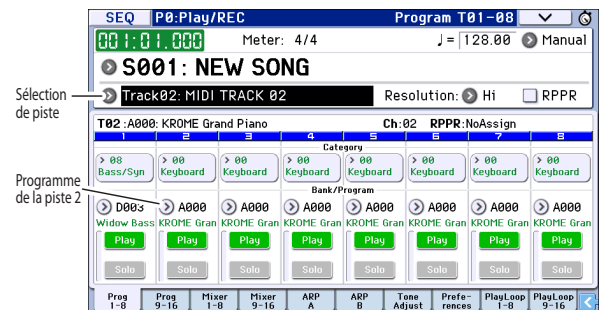 SEQ P0:Play/REC Program T01-08
001:01.000 Meter: 4/4 ♩= 128.00 Manual
S001: NEW SONG
Sélection de piste
Track02: MIDI TRACK 02 Resolution: Hi RPPR
T02:A000: KROME Grand Piano Ch:02 RPPR:NoAssign
1 2 3 4 5 6 7 8
Category
08 00 00 00 00 00 00 00
Bass/Syn Keyboard Keyboard Keyboard Keyboard Keyboard Keyboard Keyboard
Programme de la piste 2
Bank/Program
D003 A000 A000 A000 A000 A000 A000 A000
Widow Bass KROME Gran KROME Gran KROME Gran KROME Gran KROME Gran KROME Gran KROME Gran
Play Play Play Play Play Play Play Play
Solo Solo Solo Solo Solo Solo Solo Solo
Prog 1-8 Prog 9-16 Mixer 1-8 Mixer 9-16 ARP A ARP B Tone Adjust Prefe-rences PlayLoop 1-8 PlayLoop 9-16